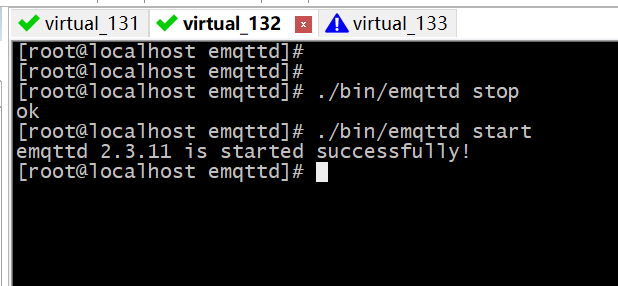 virtual_131 virtual_132 x virtual_133
[root@localhost emqttd]#
[root@localhost emqttd]#
[root@localhost emqttd]# ./bin/emqttd stop
ok
[root@localhost emqttd]# ./bin/emqttd start
emqttd 2.3.11 is started successfully!
[root@localhost emqttd]#